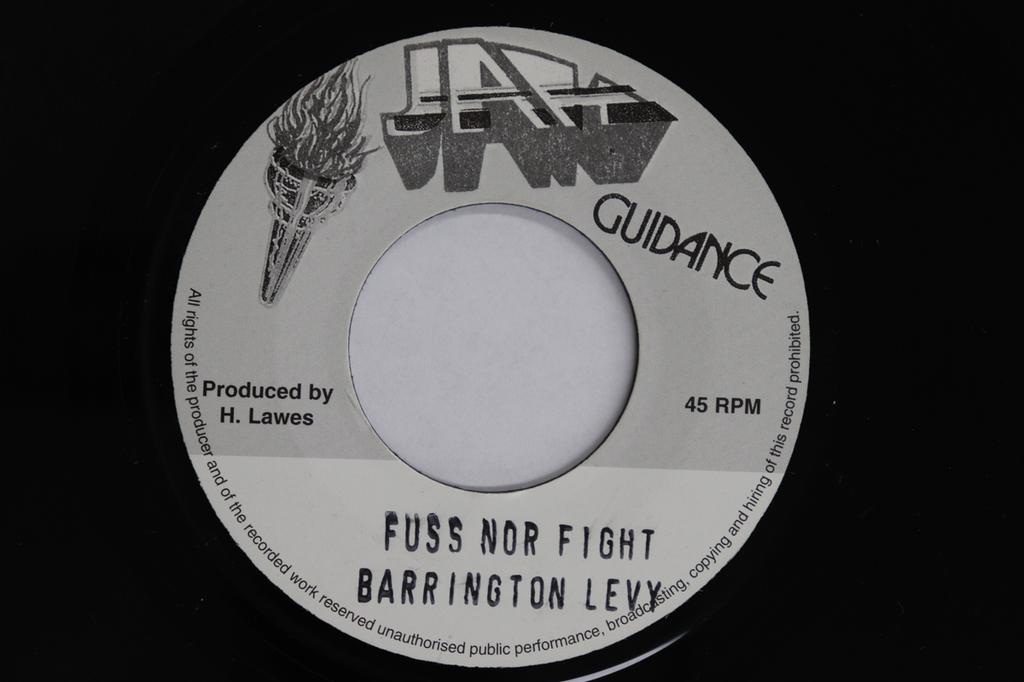 JAH
GUIDANCE
Produced by
H. Lawes
45 RPM
FUSS NOR FIGHT
BARRINGTON LEVY
All rights of the producer and of the recorded work reserved unauthorised public performance, broadcasting, copying and hiring of this record prohibited.